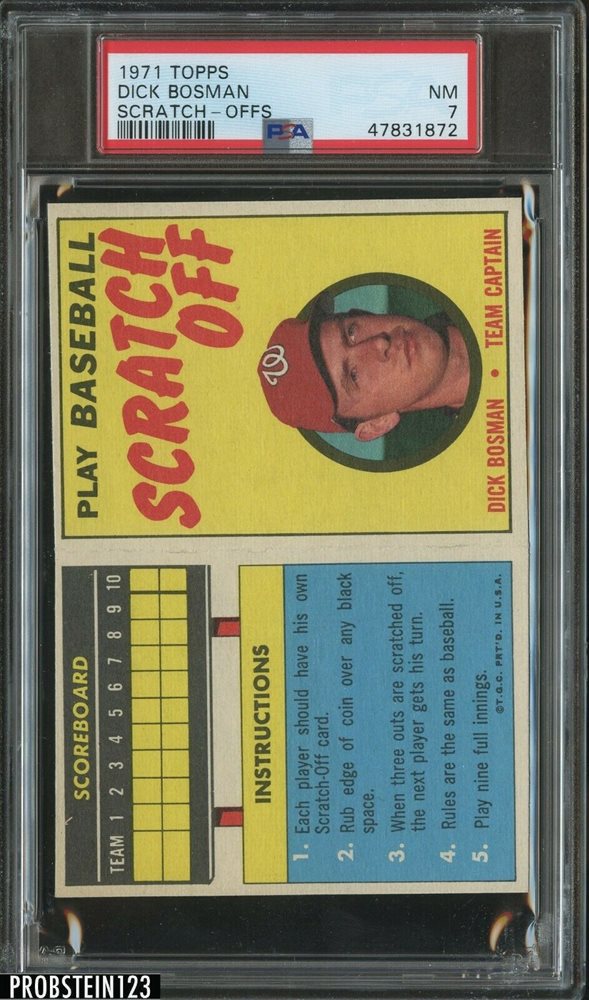 1971 TOPPS
DICK BOSMAN NM
SCRATCH-OFFS 7
PSA 47831872
PLAY BASEBALL
SCRATCH
OFF
W
DICK BOSMAN • TEAM CAPTAIN
SCOREBOARD
TEAM 1 2 3 4 5 6 7 8 9 10
INSTRUCTIONS
1. Each player should have his own
Scratch-Off card.
2. Rub edge of coin over any black
space.
3. When three outs are scratched off,
the next player gets his turn.
4. Rules are the same as baseball.
5. Play nine full innings.
©T.G.C. PRT'D. IN U.S.A.
PROBSTEIN123